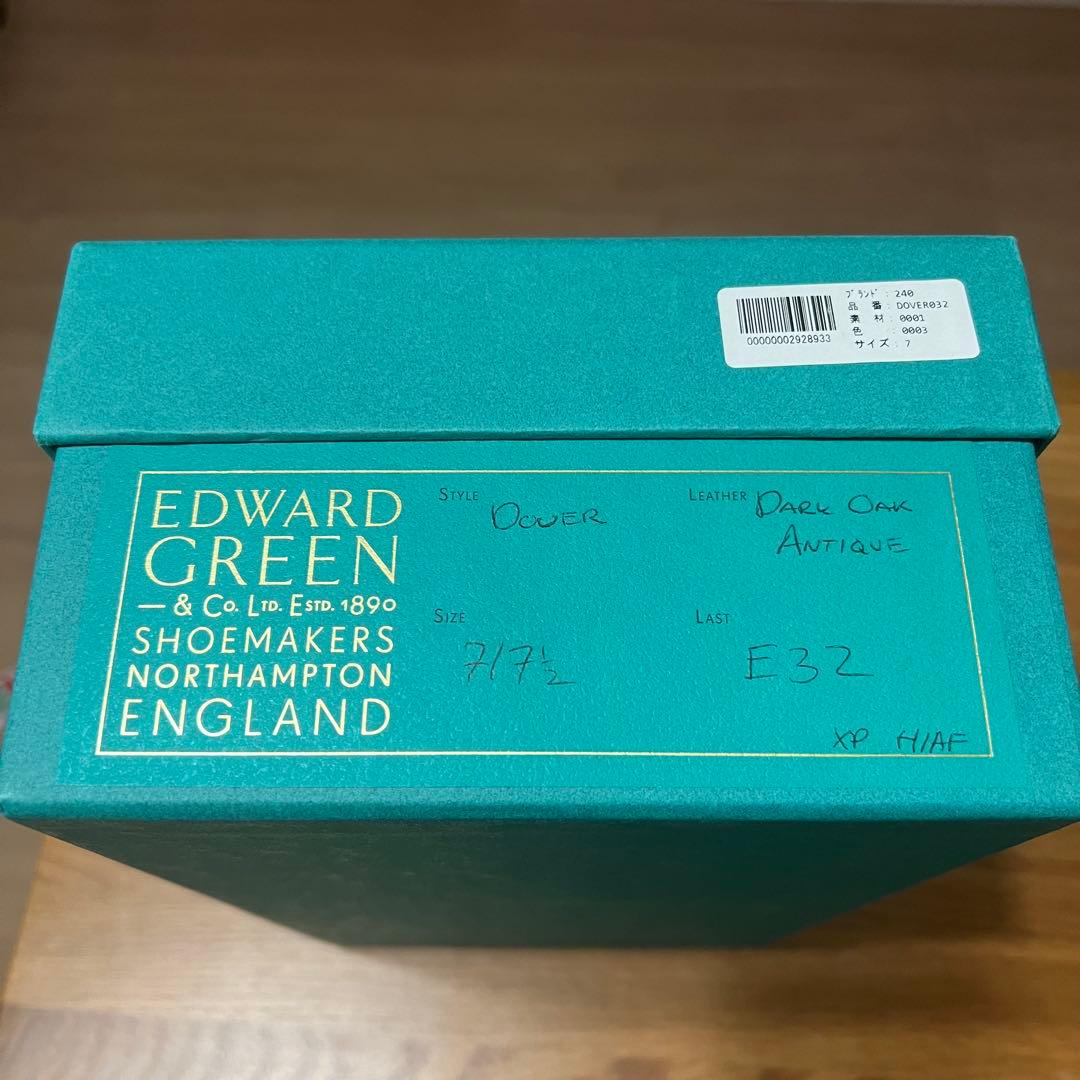 ブランド : 240
品 番 : DOVER032
素 材 : 0001
色 : 0003
サイズ : 7
00000002928933
EDWARD
GREEN
— & Co. LTD. ESTD. 1890
SHOEMAKERS
NORTHAMPTON
ENGLAND
STYLE DOVER
LEATHER DARK OAK
ANTIQUE
SIZE
7/7½
LAST
E32
XP H/AF